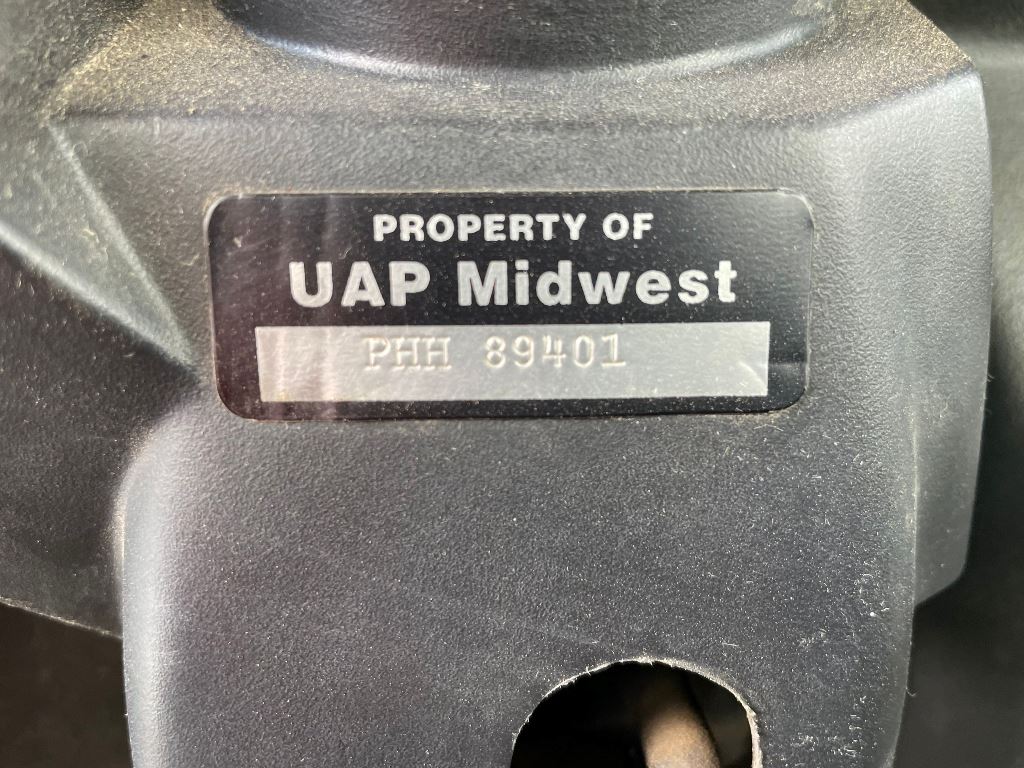 PROPERTY OF
UAP Midwest
PHH 89401